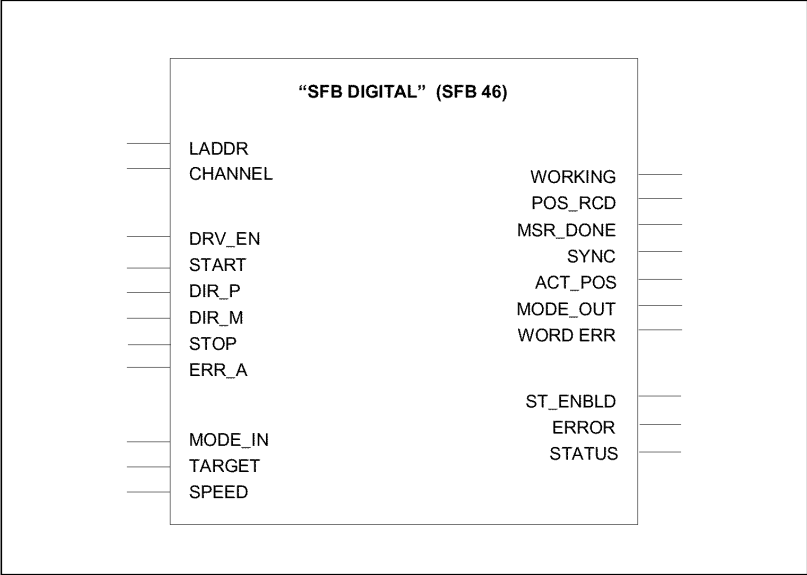 “SFB DIGITAL” (SFB 46)
LADDR
CHANNEL
DRV_EN
START
DIR_P
DIR_M
STOP
ERR_A
MODE_IN
TARGET
SPEED
WORKING
POS_RCD
MSR_DONE
SYNC
ACT_POS
MODE_OUT
WORD ERR
ST_ENBLD
ERROR
STATUS